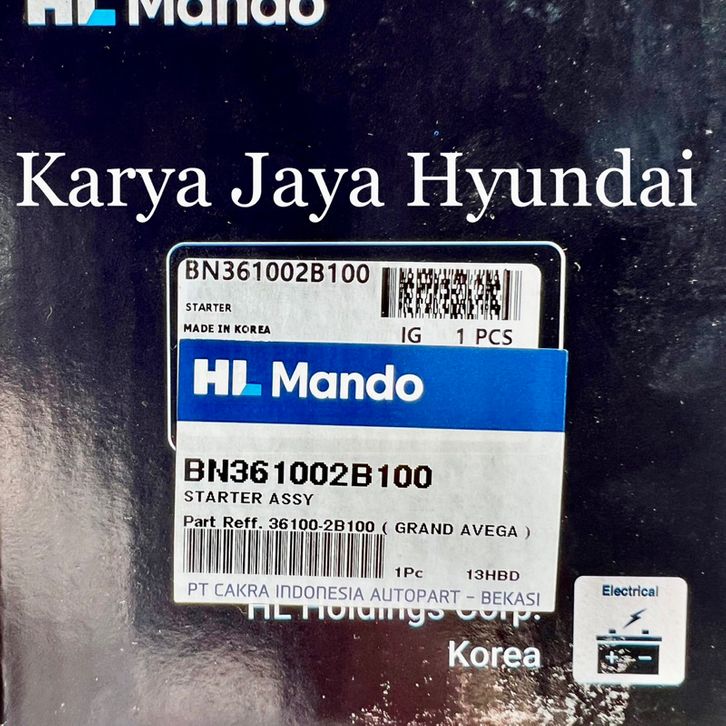 HL Mando
Karya Jaya Hyundai
BN361002B100
STARTER
MADE IN KOREA
IG 1 PCS
HL Mando
BN361002B100
STARTER ASSY
Part Reff. 36100-2B100 ( GRAND AVEGA )
1Pc 13HBD
PT CAKRA INDONESIA AUTOPART - BEKASI
HL Holdings Corp.
Korea
Electrical